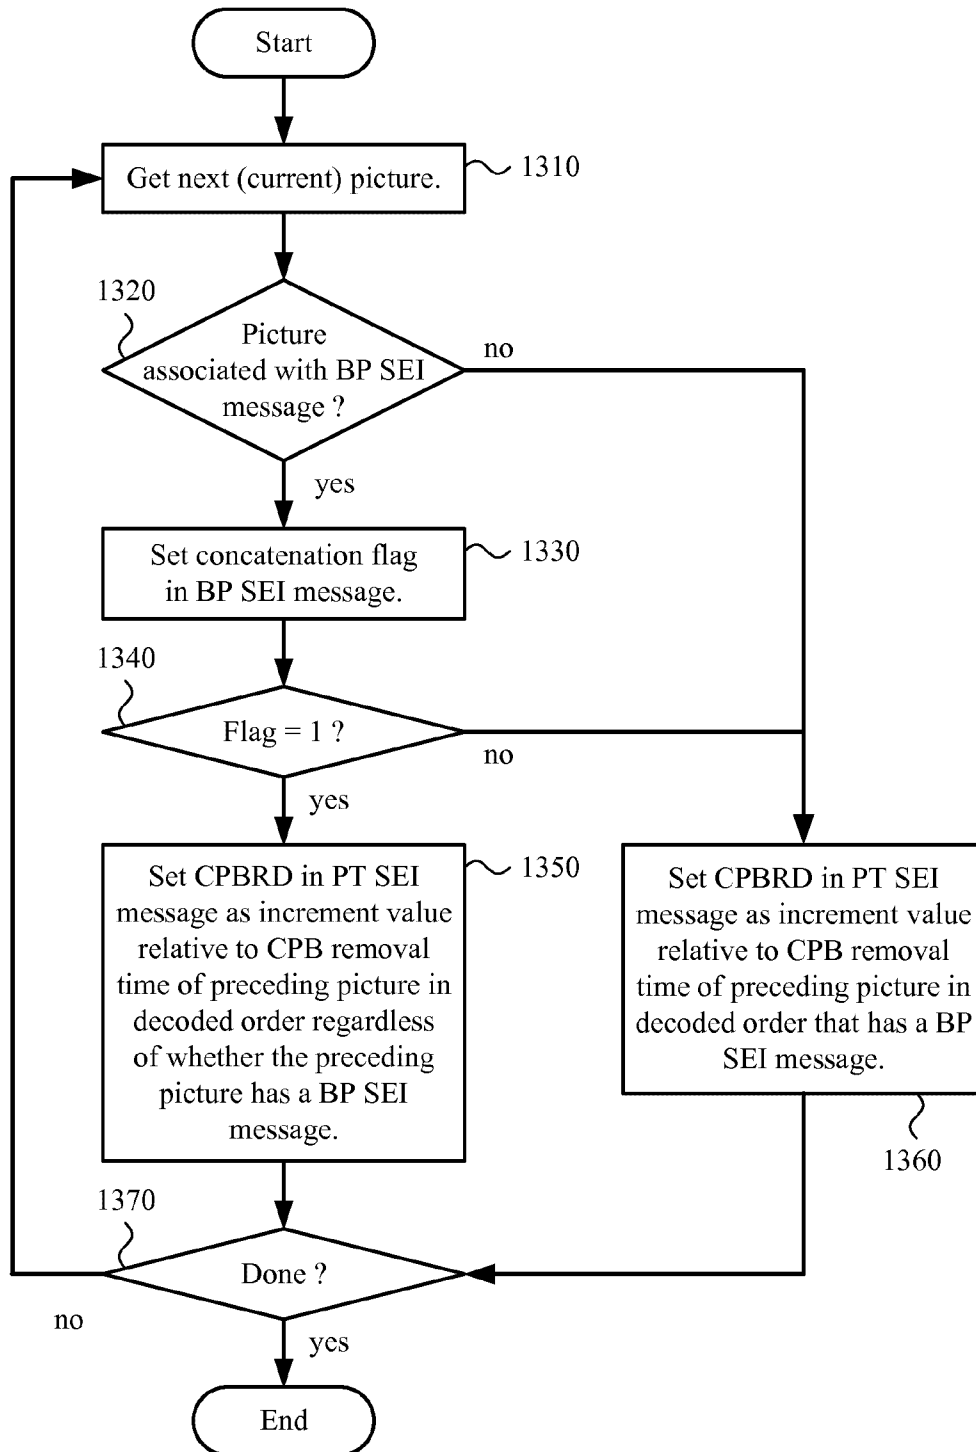 Start
Get next (current) picture.
1310
1320
Picture
associated with BP SEI
message ?
no
yes
Set concatenation flag
in BP SEI message.
1330
1340
Flag = 1 ?
no
yes
Set CPBRD in PT SEI
message as increment value
relative to CPB removal
time of preceding picture in
decoded order regardless
of whether the preceding
picture has a BP SEI
message.
1350
Set CPBRD in PT SEI
message as increment value
relative to CPB removal
time of preceding picture in
decoded order that has a BP
SEI message.
1360
1370
Done ?
no
yes
End